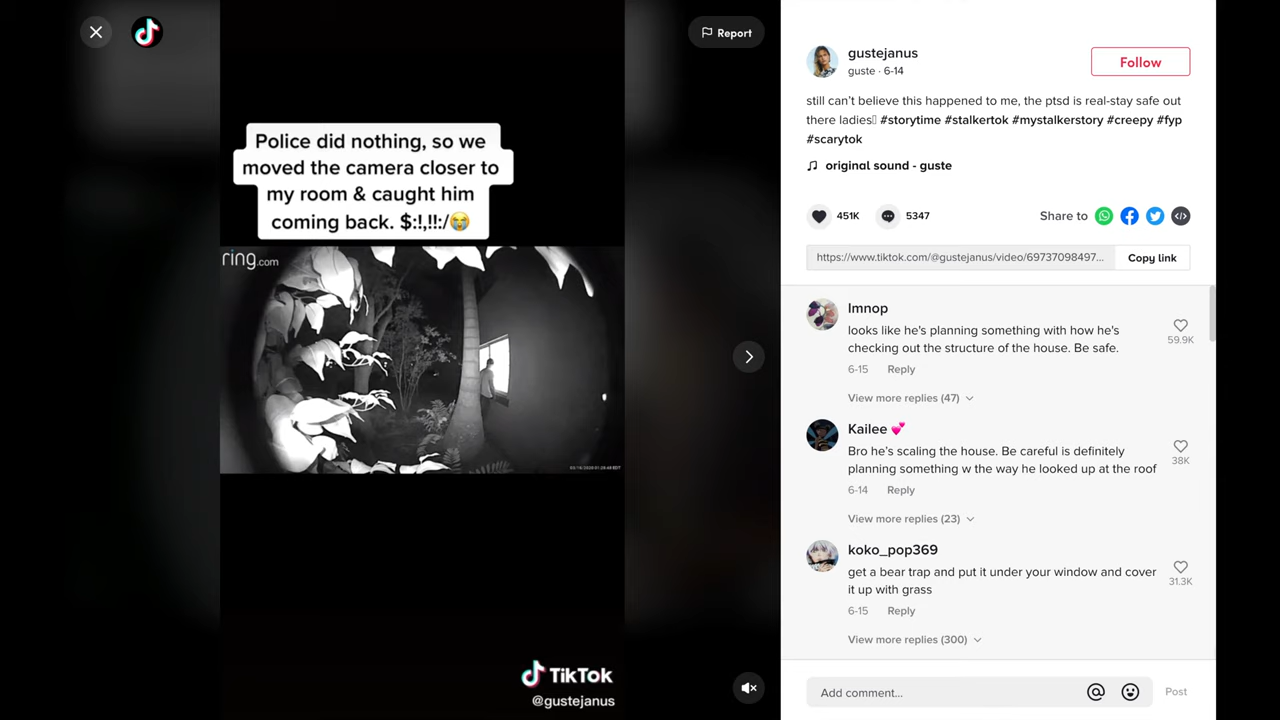 Report
Police did nothing, so we
moved the camera closer to
my room & caught him
coming back. $:!,!!:/😭
ring.com
TikTok
@gustejanus
gustejanus
guste · 6-14
Follow
still can't believe this happened to me, the ptsd is real-stay safe out
there ladies #storytime #stalkertok #mystalkerstory #creepy #fyp
#scarytok
original sound - guste
451K
5347
Share to
https://www.tiktok.com/@gustejanus/video/69737098497...
Copy link
lmnop
looks like he's planning something with how he's
checking out the structure of the house. Be safe.
59.9K
6-15 Reply
View more replies (47)
Kailee 💕
Bro he's scaling the house. Be careful is definitely
planning something w the way he looked up at the roof
38K
6-14 Reply
View more replies (23)
koko_pop369
get a bear trap and put it under your window and cover
it up with grass
31.3K
6-15 Reply
View more replies (300)
Add comment...
Post